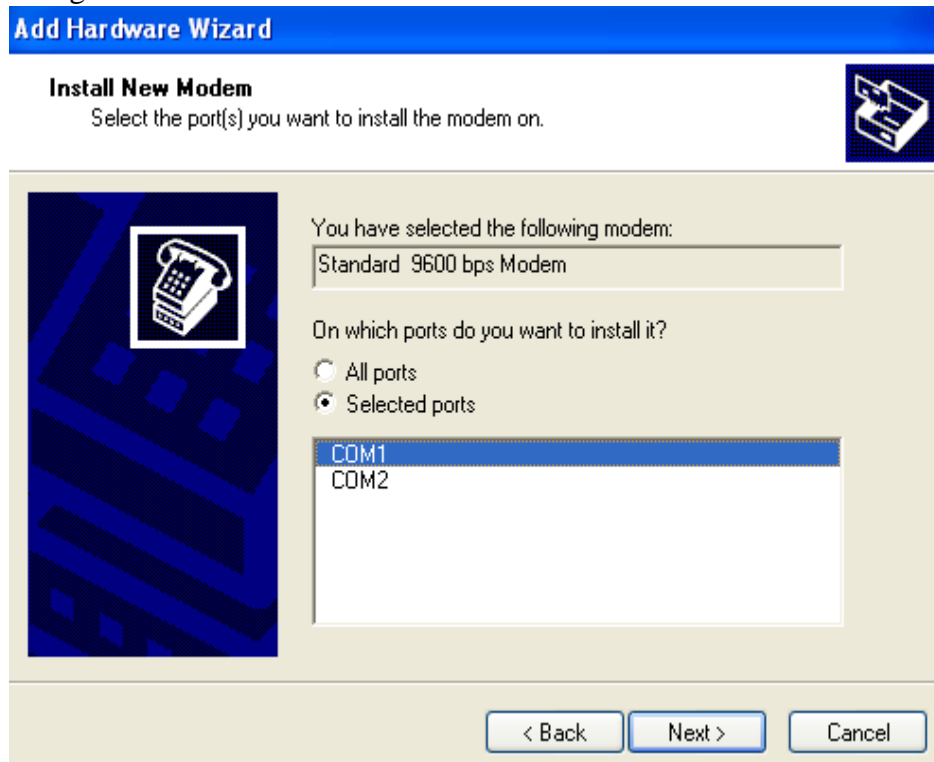 Add Hardware Wizard
Install New Modem
Select the port(s) you want to install the modem on.
You have selected the following modem:
Standard 9600 bps Modem
On which ports do you want to install it?
All ports
Selected ports
COM1
COM2
< Back
Next >
Cancel